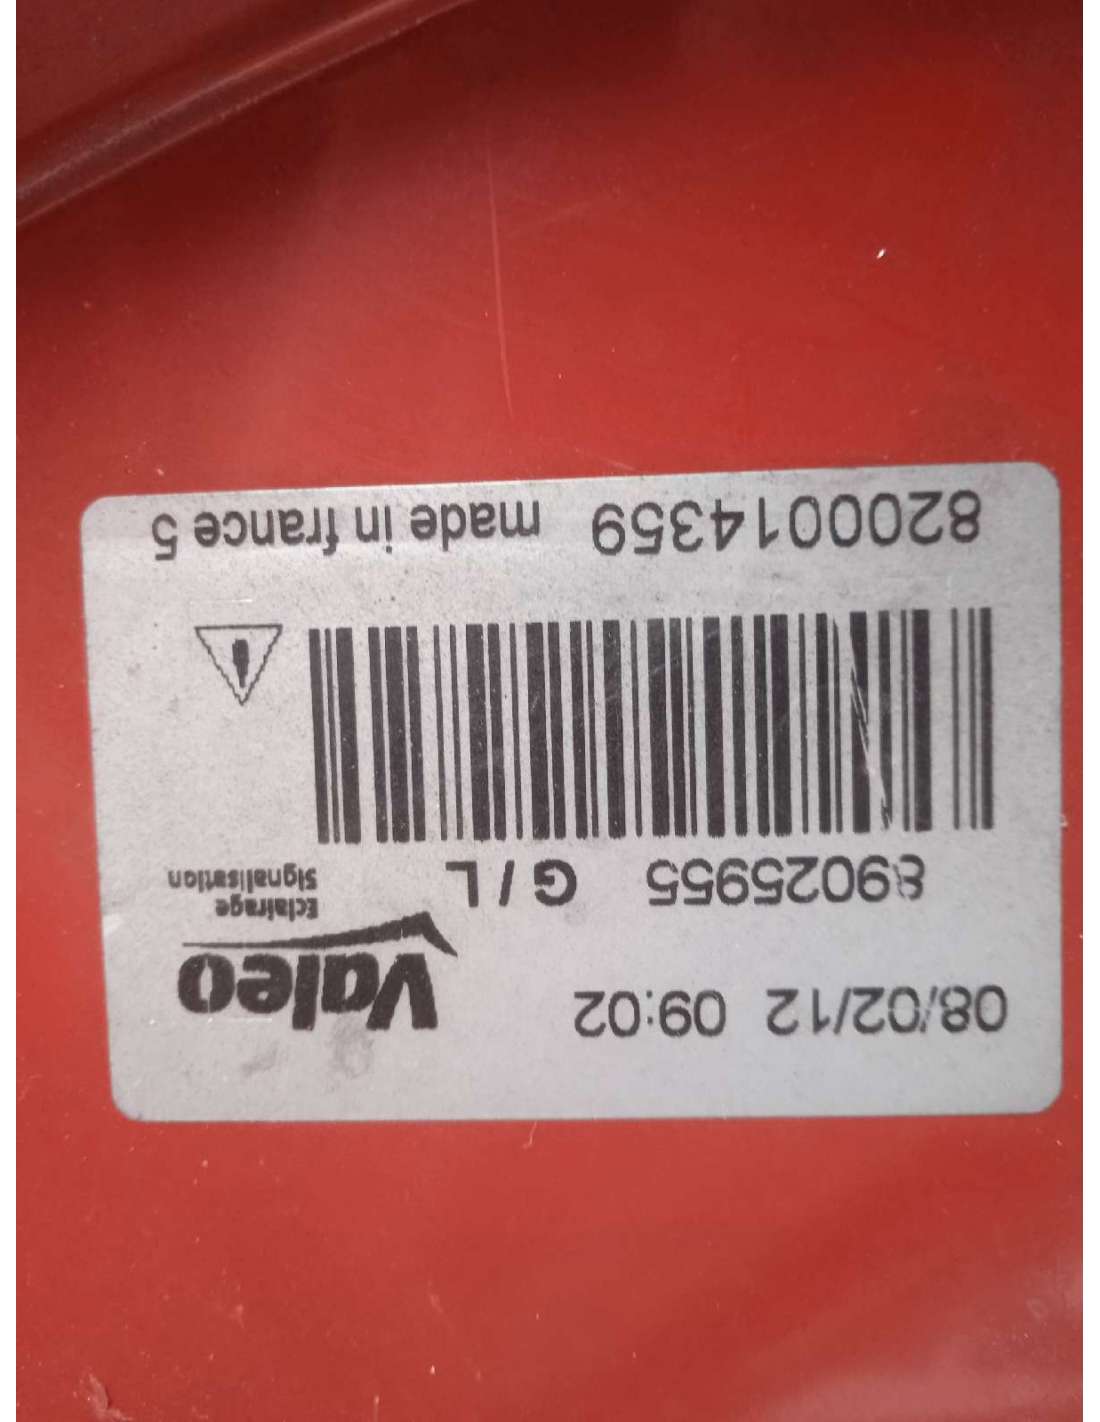 08/02/12 09:02
Valeo
Eclairage
Signalisation
89025955 G / L
8200014359 made in france 5